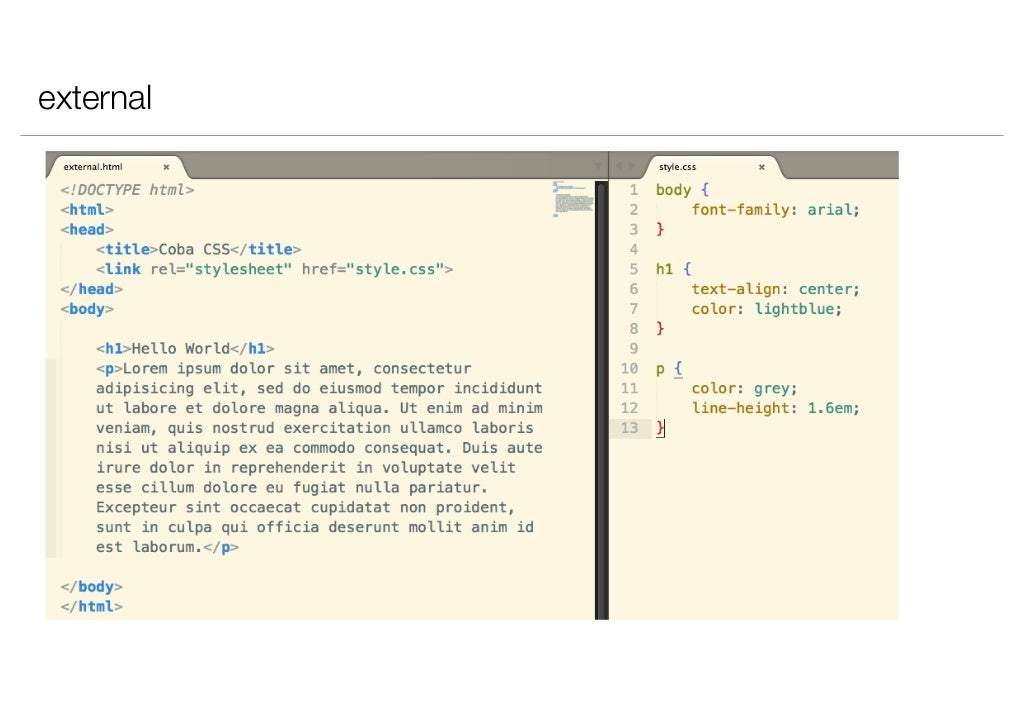 external
external.html ×
<!DOCTYPE html>
<html>
<head>
<title>Coba CSS</title>
<link rel="stylesheet" href="style.css">
</head>
<body>
<h1>Hello World</h1>
<p>Lorem ipsum dolor sit amet, consectetur
adipisicing elit, sed do eiusmod tempor incididunt
ut labore et dolore magna aliqua. Ut enim ad minim
veniam, quis nostrud exercitation ullamco laboris
nisi ut aliquip ex ea commodo consequat. Duis aute
irure dolor in reprehenderit in voluptate velit
esse cillum dolore eu fugiat nulla pariatur.
Excepteur sint occaecat cupidatat non proident,
sunt in culpa qui officia deserunt mollit anim id
est laborum.</p>
</body>
</html>
style.css ×
1 body {
2 font-family: arial;
3 }
4
5 h1 {
6 text-align: center;
7 color: lightblue;
8 }
9
10 p {
11 color: grey;
12 line-height: 1.6em;
13 }